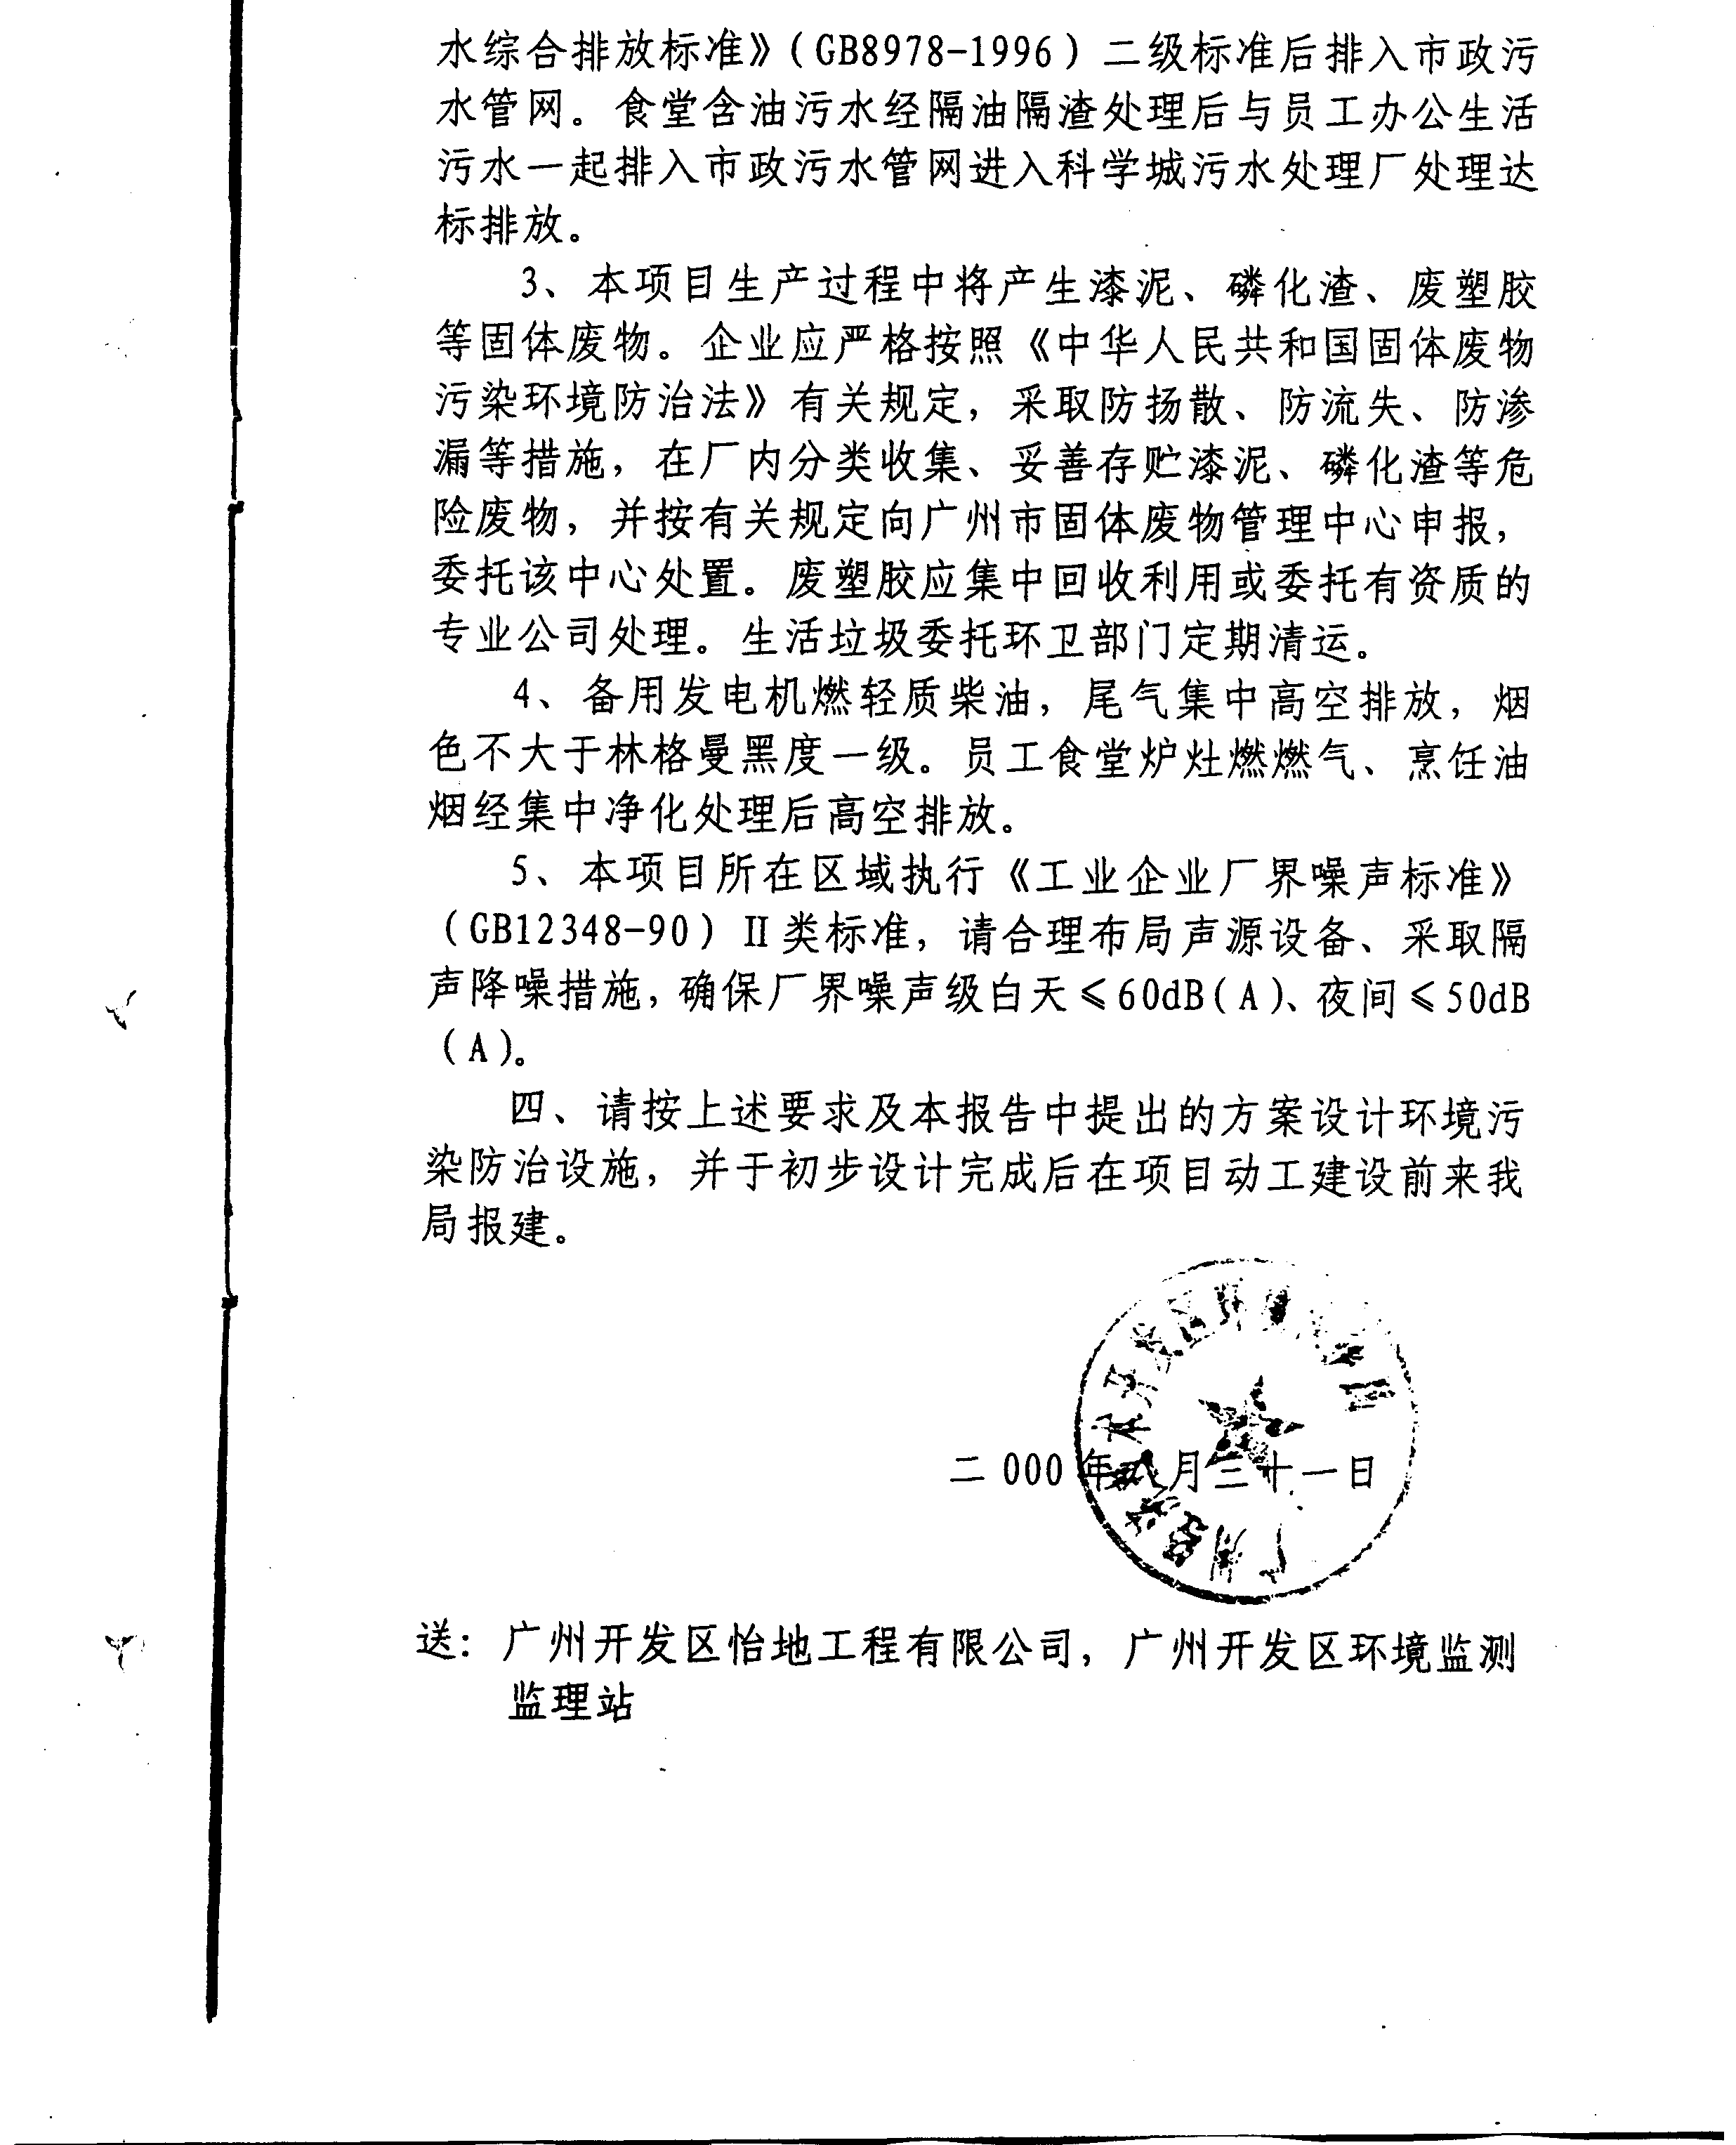 水综合排放标准》（GB8978-1996）二级标准后排入市政污
水管网。食堂含油污水经隔油隔渣处理后与员工办公生活
污水一起排入市政污水管网进入科学城污水处理厂处理达
标排放。
3、本项目生产过程中将产生漆泥、磷化渣、废塑胶
等固体废物。企业应严格按照《中华人民共和国固体废物
污染环境防治法》有关规定，采取防扬散、防流失、防渗
漏等措施，在厂内分类收集、妥善存贮漆泥、磷化渣等危
险废物，并按有关规定向广州市固体废物管理中心申报，
委托该中心处置。废塑胶应集中回收利用或委托有资质的
专业公司处理。生活垃圾委托环卫部门定期清运。
4、备用发电机燃轻质柴油，尾气集中高空排放，烟
色不大于林格曼黑度一级。员工食堂炉灶燃燃气、烹饪油
烟经集中净化处理后高空排放。
5、本项目所在区域执行《工业企业厂界噪声标准》
（GB12348-90）Ⅱ类标准，请合理布局声源设备、采取隔
声降噪措施，确保厂界噪声级白天≤60dB(A)、夜间≤50dB
(A)。
四、请按上述要求及本报告中提出的方案设计环境污
染防治设施，并于初步设计完成后在项目动工建设前来我
局报建。
二000年八月三十一日
送：广州开发区怡地工程有限公司，广州开发区环境监测
监理站